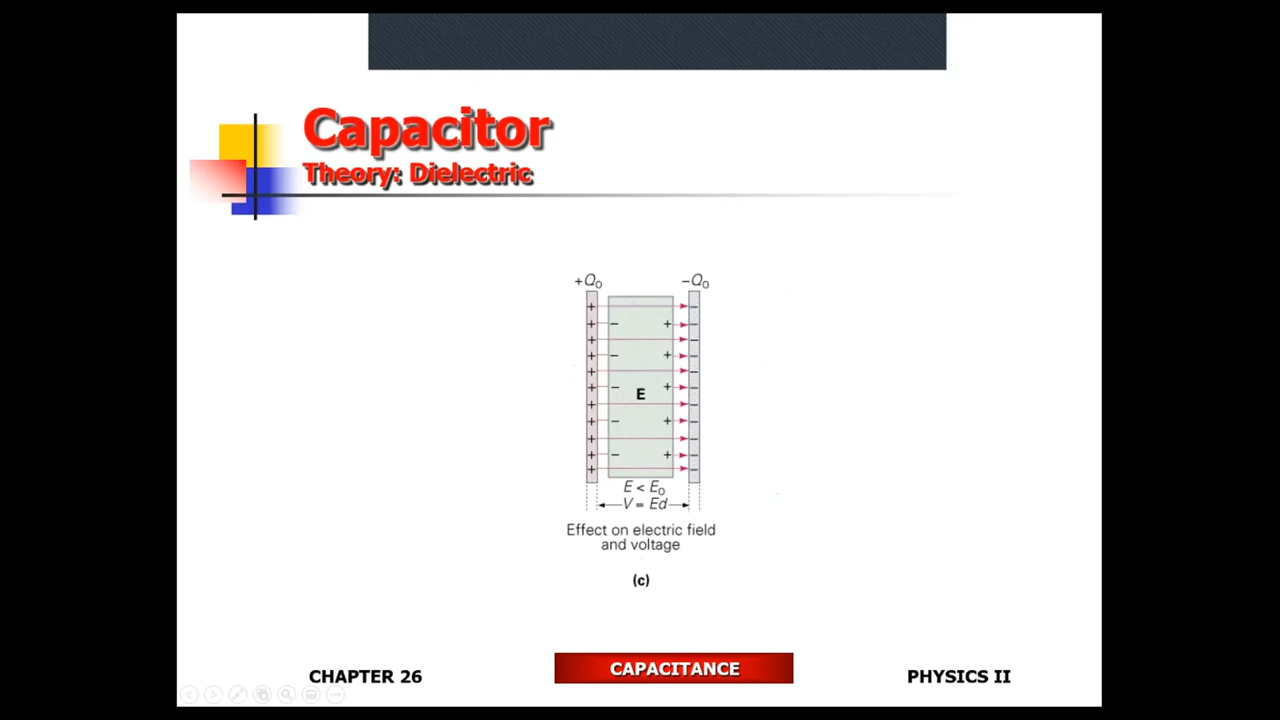 Capacitor
Theory: Dielectric
+Q₀ −Q₀
+ −
− +
E
E < E₀
V = Ed
Effect on electric field
and voltage
(c)
CHAPTER 26
CAPACITANCE
PHYSICS II